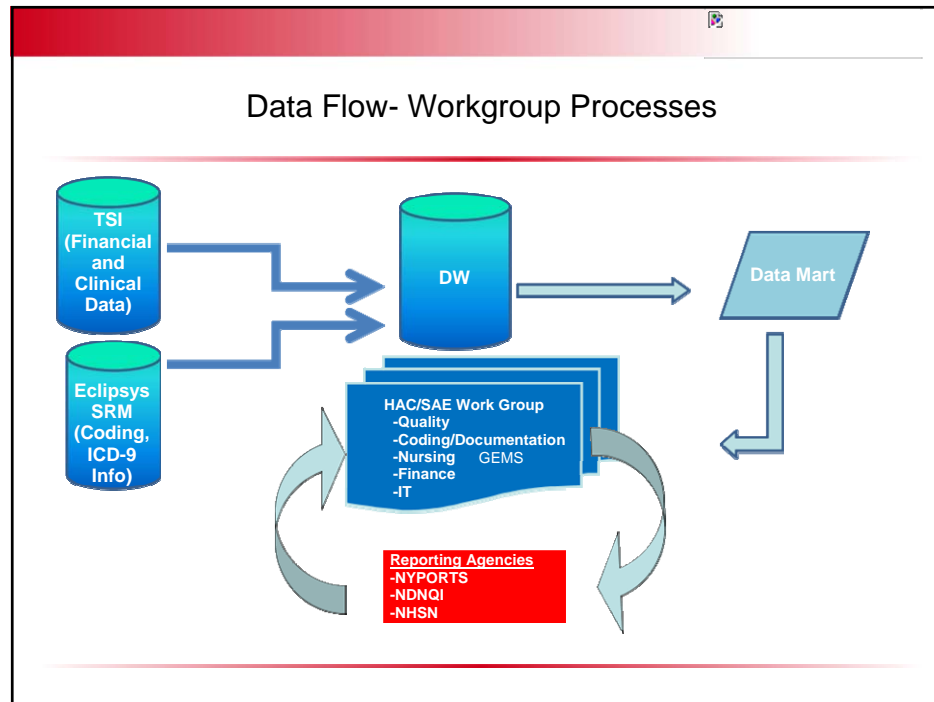 Data Flow- Workgroup Processes
TSI
(Financial
and
Clinical
Data)
DW
Data Mart
Eclipsys
SRM
(Coding,
ICD-9
Info)
HAC/SAE Work Group
-Quality
-Coding/Documentation
-Nursing GEMS
-Finance
-IT
Reporting Agencies
-NYPORTS
-NDNQI
-NHSN